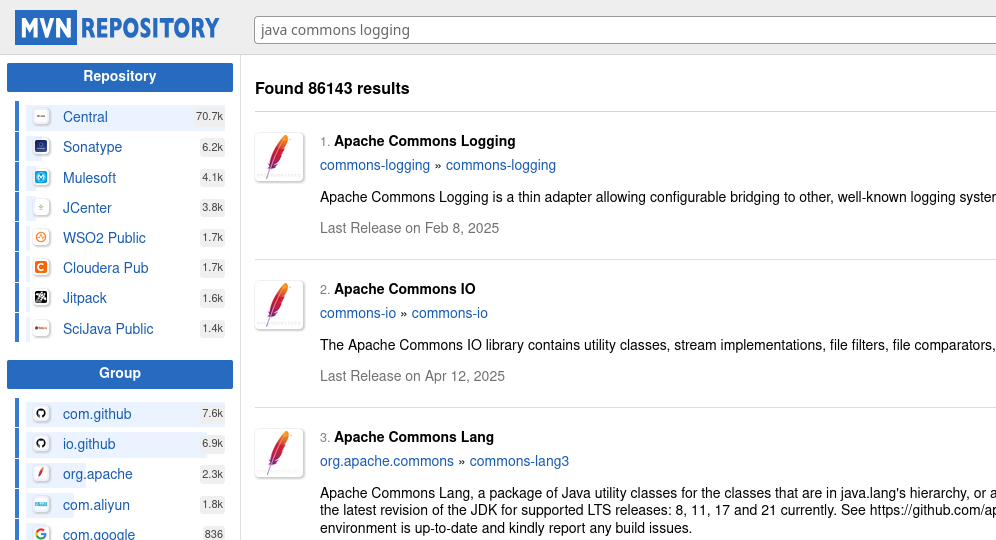 MVN REPOSITORY
java commons logging
Repository
Central 70.7k
Sonatype 6.2k
Mulesoft 4.1k
JCenter 3.8k
WSO2 Public 1.7k
Cloudera Pub 1.7k
Jitpack 1.6k
SciJava Public 1.4k
Group
com.github 7.6k
io.github 6.9k
org.apache 2.3k
com.aliyun 1.8k
com.google 836
Found 86143 results
1. Apache Commons Logging
commons-logging » commons-logging
Apache Commons Logging is a thin adapter allowing configurable bridging to other, well-known logging syste
Last Release on Feb 8, 2025
2. Apache Commons IO
commons-io » commons-io
The Apache Commons IO library contains utility classes, stream implementations, file filters, file comparators,
Last Release on Apr 12, 2025
3. Apache Commons Lang
org.apache.commons » commons-lang3
Apache Commons Lang, a package of Java utility classes for the classes that are in java.lang's hierarchy, or a
the latest revision of the JDK for supported LTS releases: 8, 11, 17 and 21 currently. See https://github.com/ap
environment is up-to-date and kindly report any build issues.